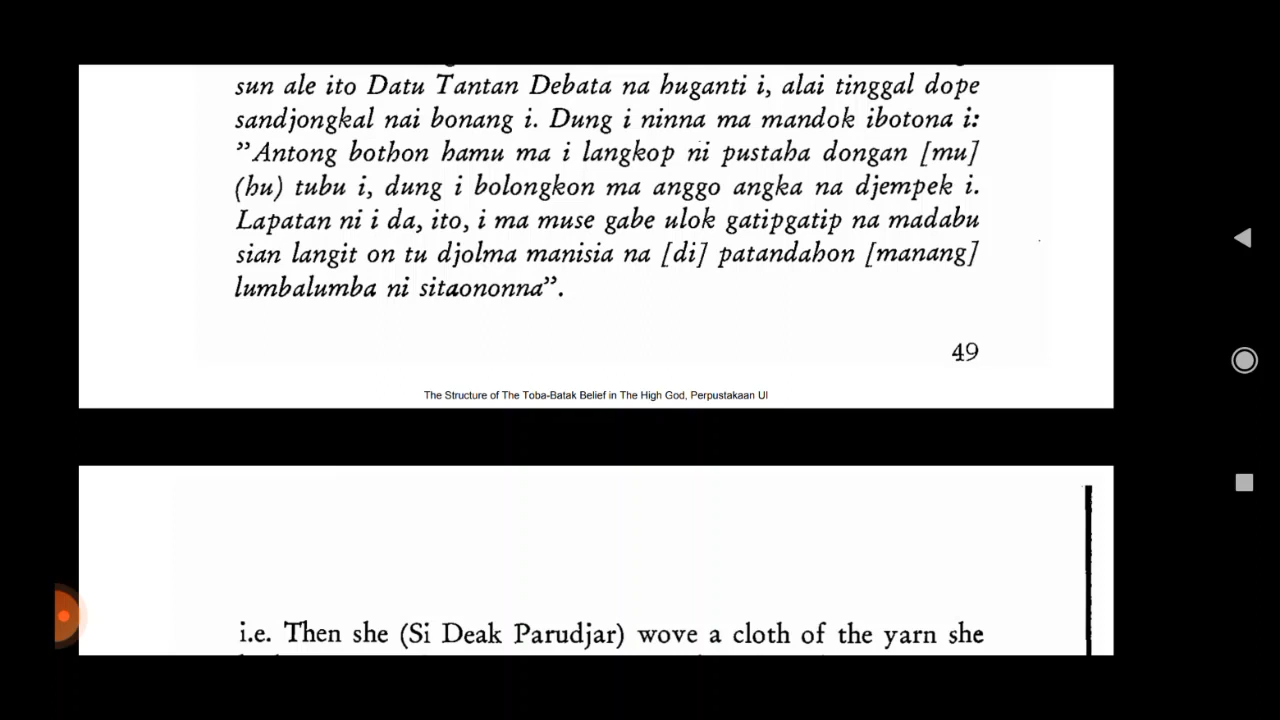 sun ale ito Datu Tantan Debata na huganti i, alai tinggal dope
sandjongkal nai bonang i. Dung i ninna ma mandok ibotona i:
”Antong bothon hamu ma i langkop ni pustaha dongan [mu]
(hu) tubu i, dung i bolongkon ma anggo angka na djempek i.
Lapatan ni i da, ito, i ma muse gabe ulok gatipgatip na madabu
sian langit on tu djolma manisia na [di] patandahon [manang]
lumbalumba ni sitaononna”.
49
The Structure of The Toba-Batak Belief in The High God, Perpustakaan UI
i.e. Then she (Si Deak Parudjar) wove a cloth of the yarn she